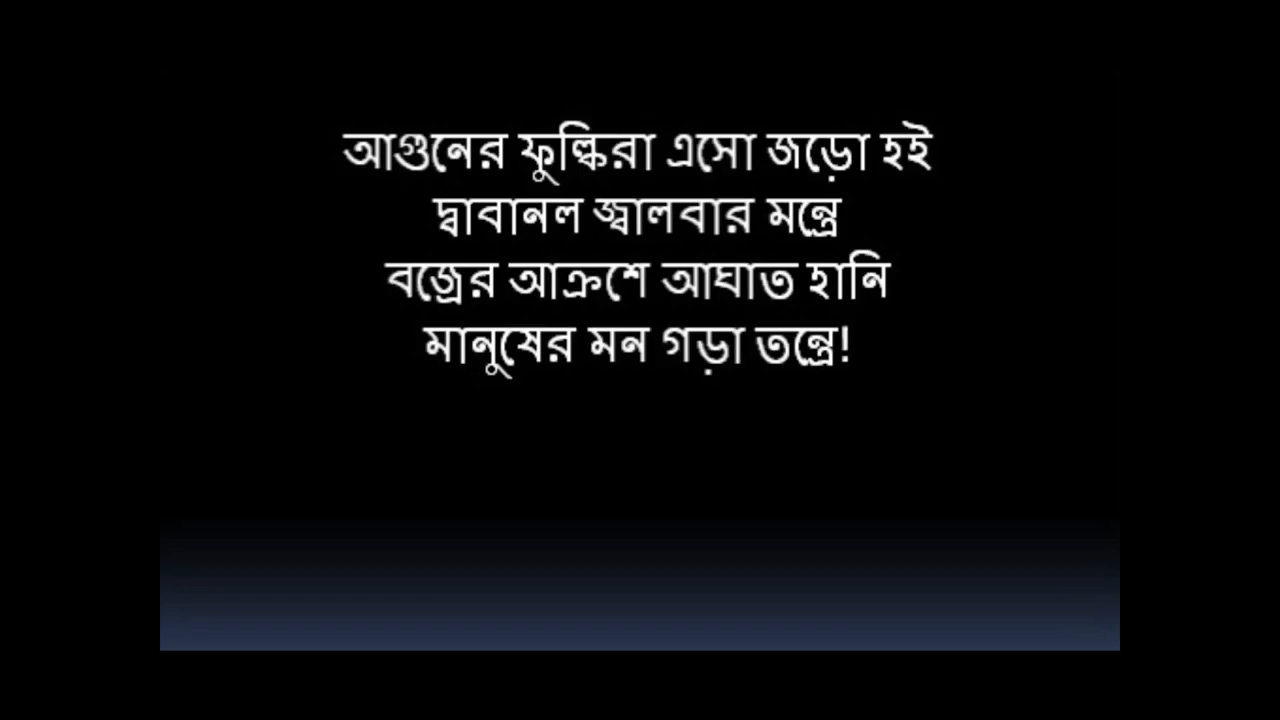 আগুনের ফুল্কিরা এসো জড়ো হই
দ্বাবানল জ্বালবার মন্ত্রে
বজ্রের আক্রশে আঘাত হানি
মানুষের মন গড়া তন্ত্রে!